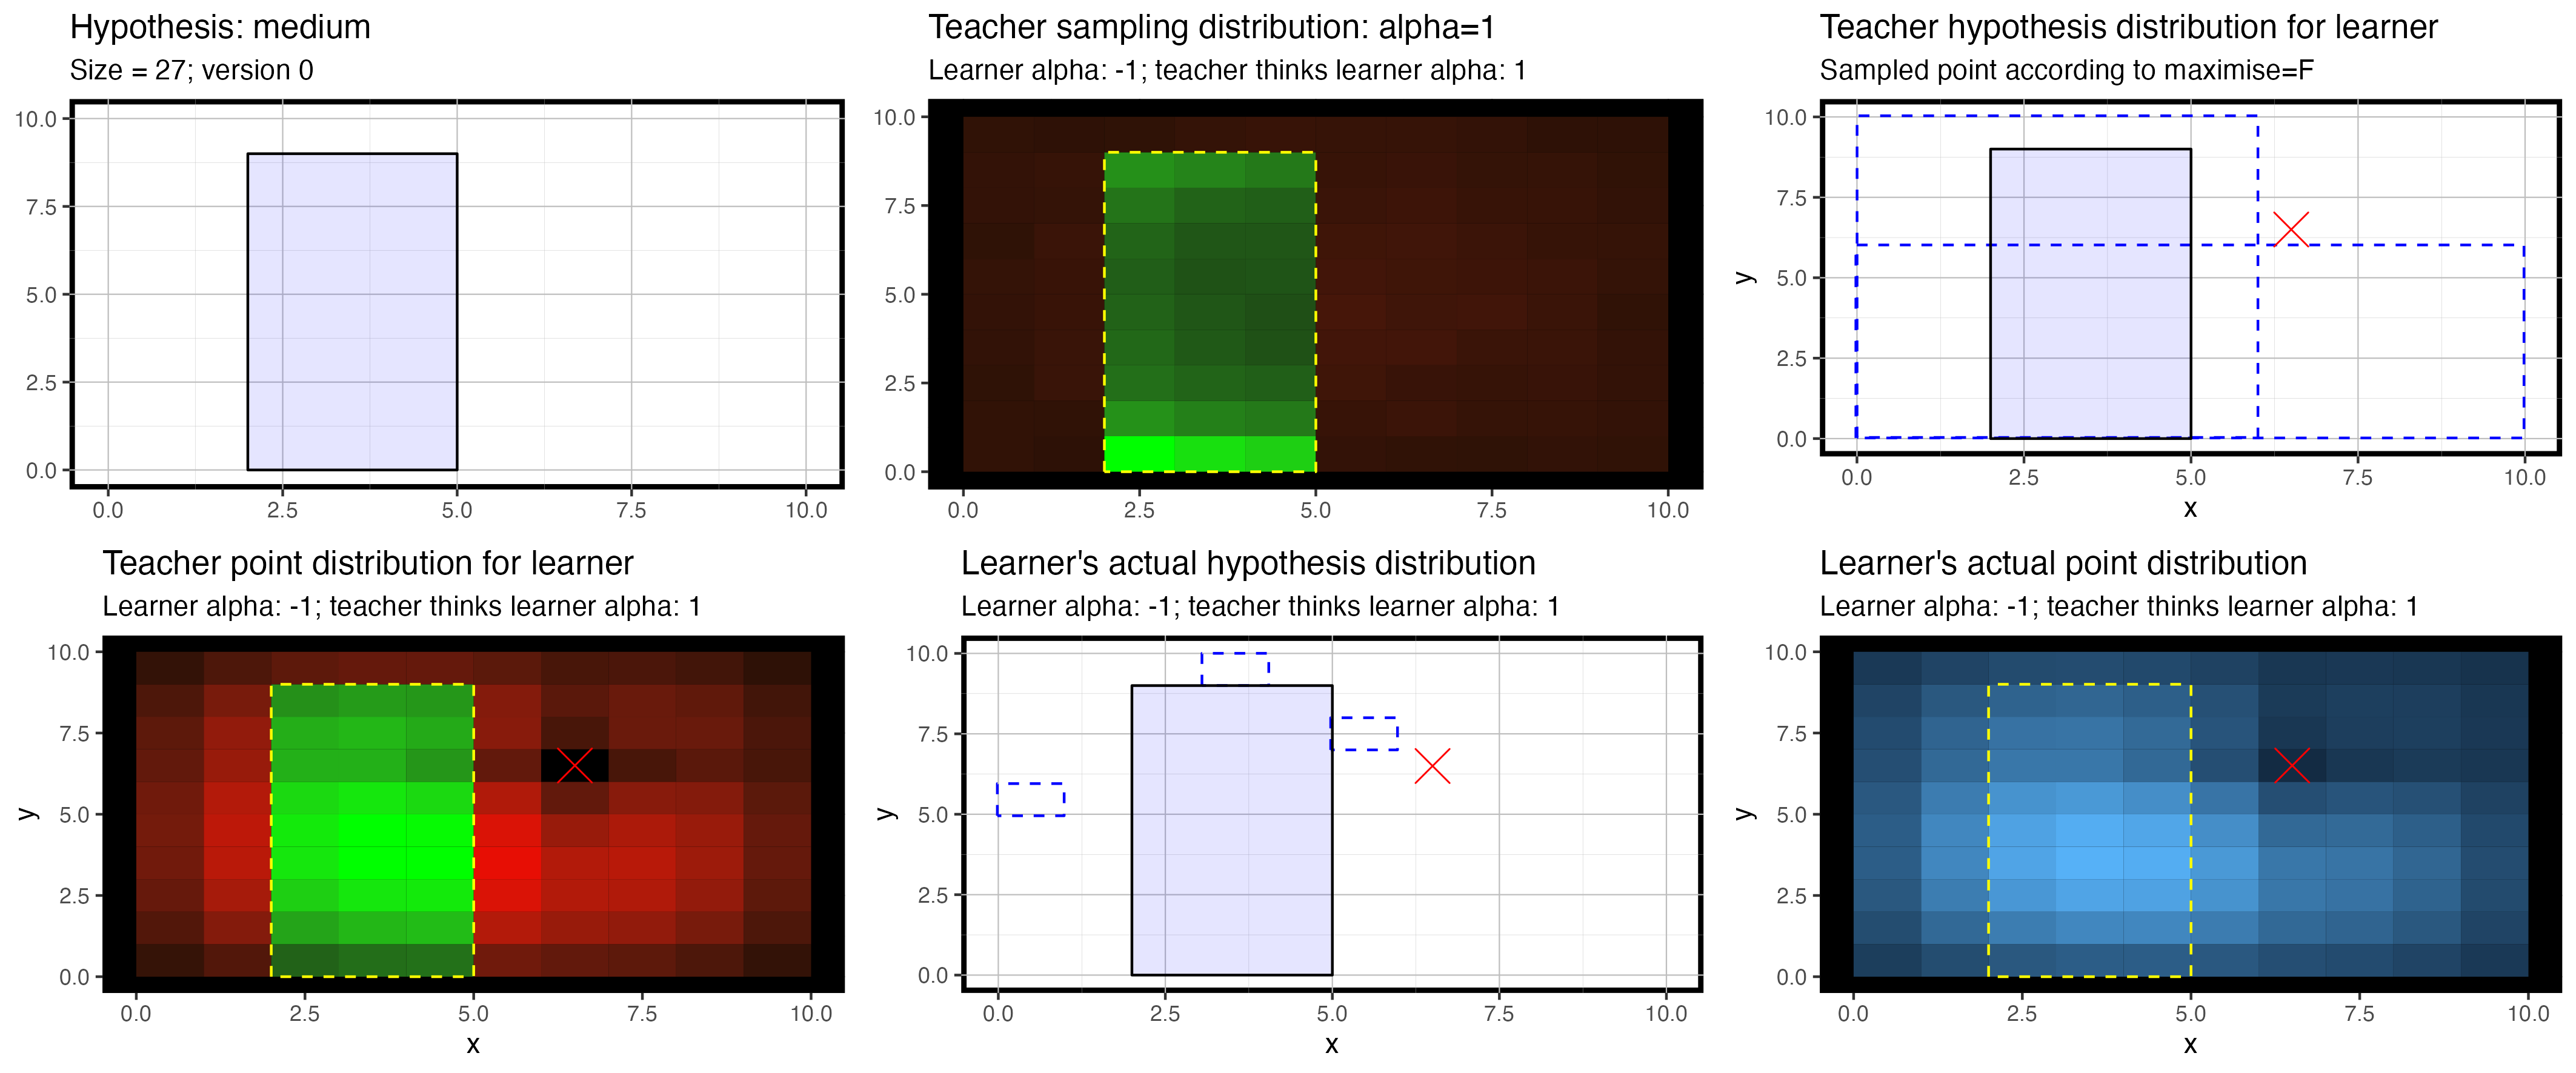 Hypothesis: medium
Size = 27; version 0
10.0
7.5
5.0
2.5
0.0
0.0 2.5 5.0 7.5 10.0
Teacher sampling distribution: alpha=1
Learner alpha: -1; teacher thinks learner alpha: 1
10.0
7.5
5.0
2.5
0.0
0.0 2.5 5.0 7.5 10.0
Teacher hypothesis distribution for learner
Sampled point according to maximise=F
10.0
7.5
5.0
2.5
0.0
y
0.0 2.5 5.0 7.5 10.0
x
Teacher point distribution for learner
Learner alpha: -1; teacher thinks learner alpha: 1
10.0
7.5
5.0
2.5
0.0
y
0.0 2.5 5.0 7.5 10.0
x
Learner's actual hypothesis distribution
Learner alpha: -1; teacher thinks learner alpha: 1
10.0
7.5
5.0
2.5
0.0
y
0.0 2.5 5.0 7.5 10.0
x
Learner's actual point distribution
Learner alpha: -1; teacher thinks learner alpha: 1
10.0
7.5
5.0
2.5
0.0
y
0.0 2.5 5.0 7.5 10.0
x